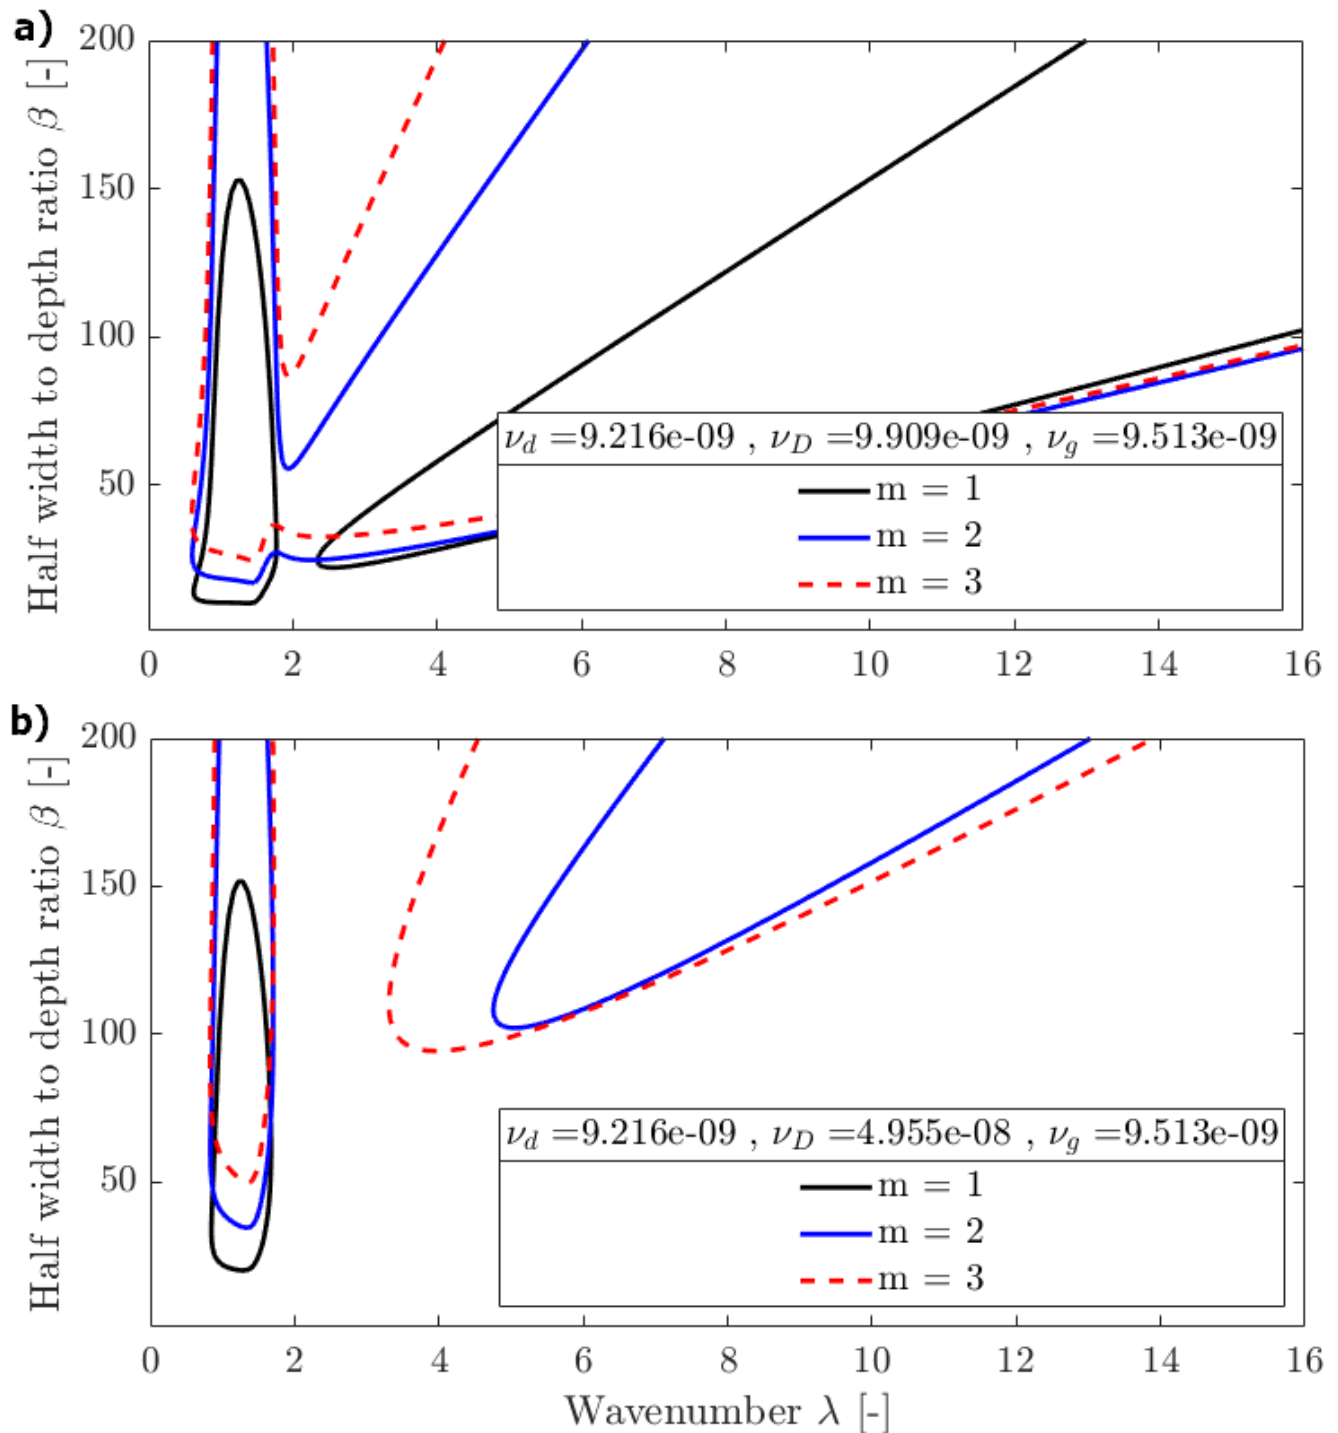 a)
Half width to depth ratio β [-]
200
150
100
50
0 2 4 6 8 10 12 14 16
ν_d =9.216e-09 , ν_D =9.909e-09 , ν_g =9.513e-09
m = 1
m = 2
m = 3
b)
Half width to depth ratio β [-]
200
150
100
50
0 2 4 6 8 10 12 14 16
ν_d =9.216e-09 , ν_D =4.955e-08 , ν_g =9.513e-09
m = 1
m = 2
m = 3
Wavenumber λ [-]